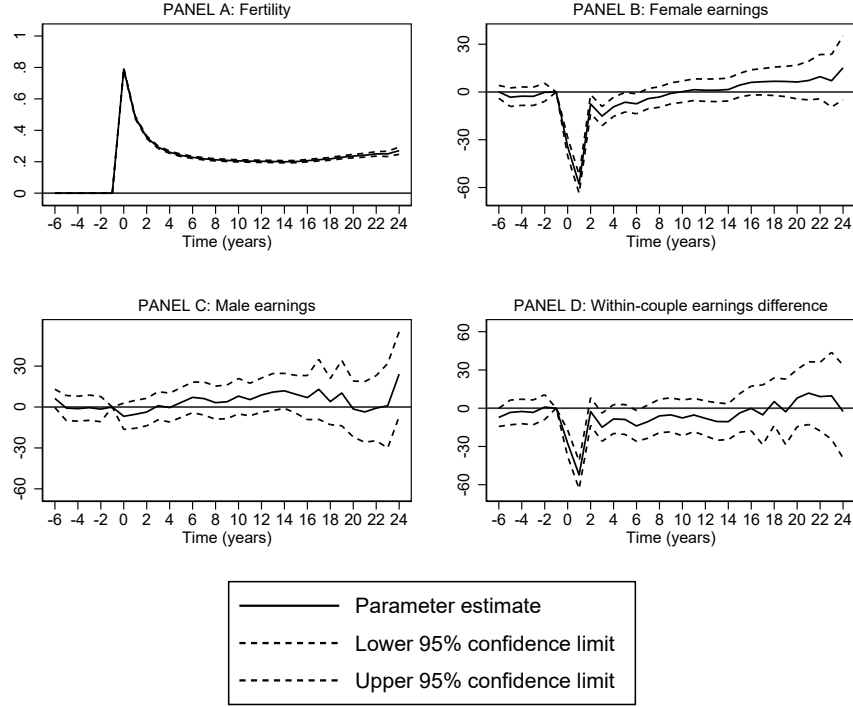 PANEL A: Fertility
1
.8
.6
.4
.2
0
-6 -4 -2 0 2 4 6 8 10 12 14 16 18 20 22 24
Time (years)
PANEL B: Female earnings
30
0
-30
-60
-6 -4 -2 0 2 4 6 8 10 12 14 16 18 20 22 24
Time (years)
PANEL C: Male earnings
30
0
-30
-60
-6 -4 -2 0 2 4 6 8 10 12 14 16 18 20 22 24
Time (years)
PANEL D: Within-couple earnings difference
60
30
0
-30
-60
-6 -4 -2 0 2 4 6 8 10 12 14 16 18 20 22 24
Time (years)
Parameter estimate
Lower 95% confidence limit
Upper 95% confidence limit